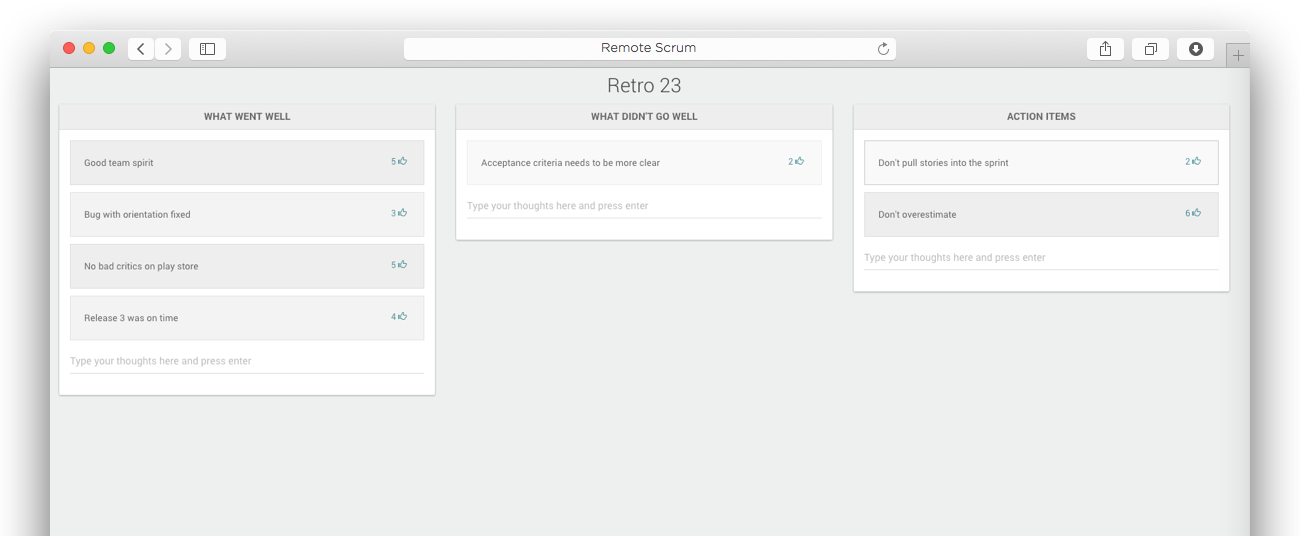 Remote Scrum
Retro 23
WHAT WENT WELL
Good team spirit
5
Bug with orientation fixed
3
No bad critics on play store
5
Release 3 was on time
4
Type your thoughts here and press enter
WHAT DIDN'T GO WELL
Acceptance criteria needs to be more clear
2
Type your thoughts here and press enter
ACTION ITEMS
Don't pull stories into the sprint
2
Don't overestimate
6
Type your thoughts here and press enter